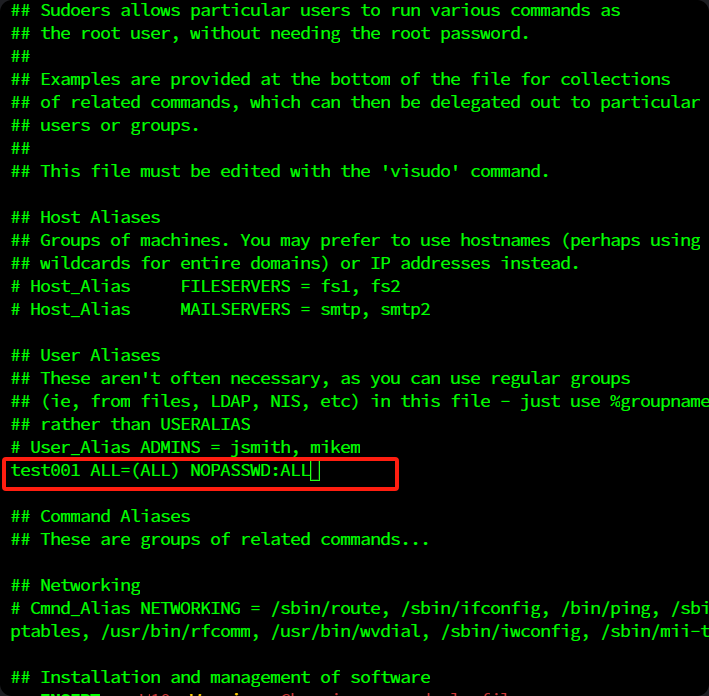 ## Sudoers allows particular users to run various commands as
## the root user, without needing the root password.
##
## Examples are provided at the bottom of the file for collections
## of related commands, which can then be delegated out to particular
## users or groups.
##
## This file must be edited with the 'visudo' command.
## Host Aliases
## Groups of machines. You may prefer to use hostnames (perhaps using
## wildcards for entire domains) or IP addresses instead.
# Host_Alias     FILESERVERS = fs1, fs2
# Host_Alias     MAILSERVERS = smtp, smtp2
## User Aliases
## These aren't often necessary, as you can use regular groups
## (ie, from files, LDAP, NIS, etc) in this file - just use %groupname
## rather than USERALIAS
# User_Alias ADMINS = jsmith, mikem
test001 ALL=(ALL) NOPASSWD:ALL
## Command Aliases
## These are groups of related commands...
## Networking
# Cmnd_Alias NETWORKING = /sbin/route, /sbin/ifconfig, /bin/ping, /sbi
ptables, /usr/bin/rfcomm, /usr/bin/wvdial, /sbin/iwconfig, /sbin/mii-t
## Installation and management of software